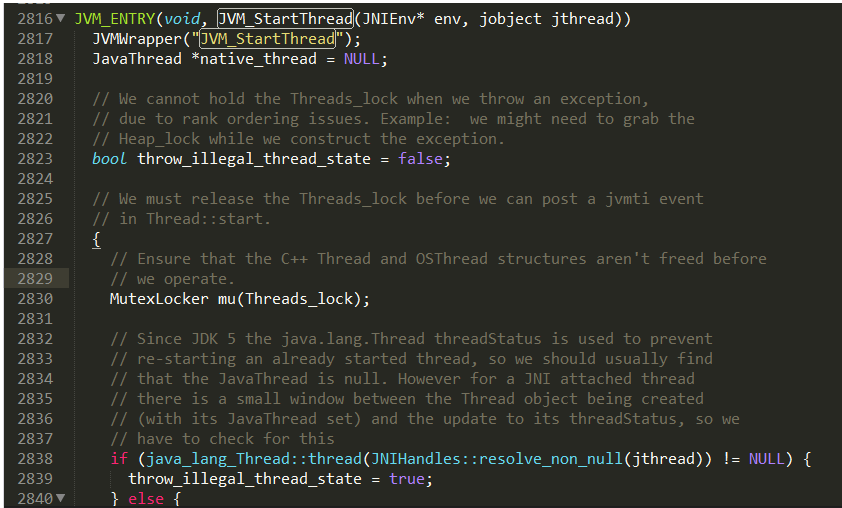 2816 JVM_ENTRY(void, JVM_StartThread(JNIEnv* env, jobject jthread))
2817   JVMWrapper("JVM_StartThread");
2818   JavaThread *native_thread = NULL;
2819
2820   // We cannot hold the Threads_lock when we throw an exception,
2821   // due to rank ordering issues. Example:  we might need to grab the
2822   // Heap_lock while we construct the exception.
2823   bool throw_illegal_thread_state = false;
2824
2825   // We must release the Threads_lock before we can post a jvmti event
2826   // in Thread::start.
2827   {
2828     // Ensure that the C++ Thread and OSThread structures aren't freed before
2829     // we operate.
2830     MutexLocker mu(Threads_lock);
2831
2832     // Since JDK 5 the java.lang.Thread threadStatus is used to prevent
2833     // re-starting an already started thread, so we should usually find
2834     // that the JavaThread is null. However for a JNI attached thread
2835     // there is a small window between the Thread object being created
2836     // (with its JavaThread set) and the update to its threadStatus, so we
2837     // have to check for this
2838     if (java_lang_Thread::thread(JNIHandles::resolve_non_null(jthread)) != NULL) {
2839       throw_illegal_thread_state = true;
2840     } else {